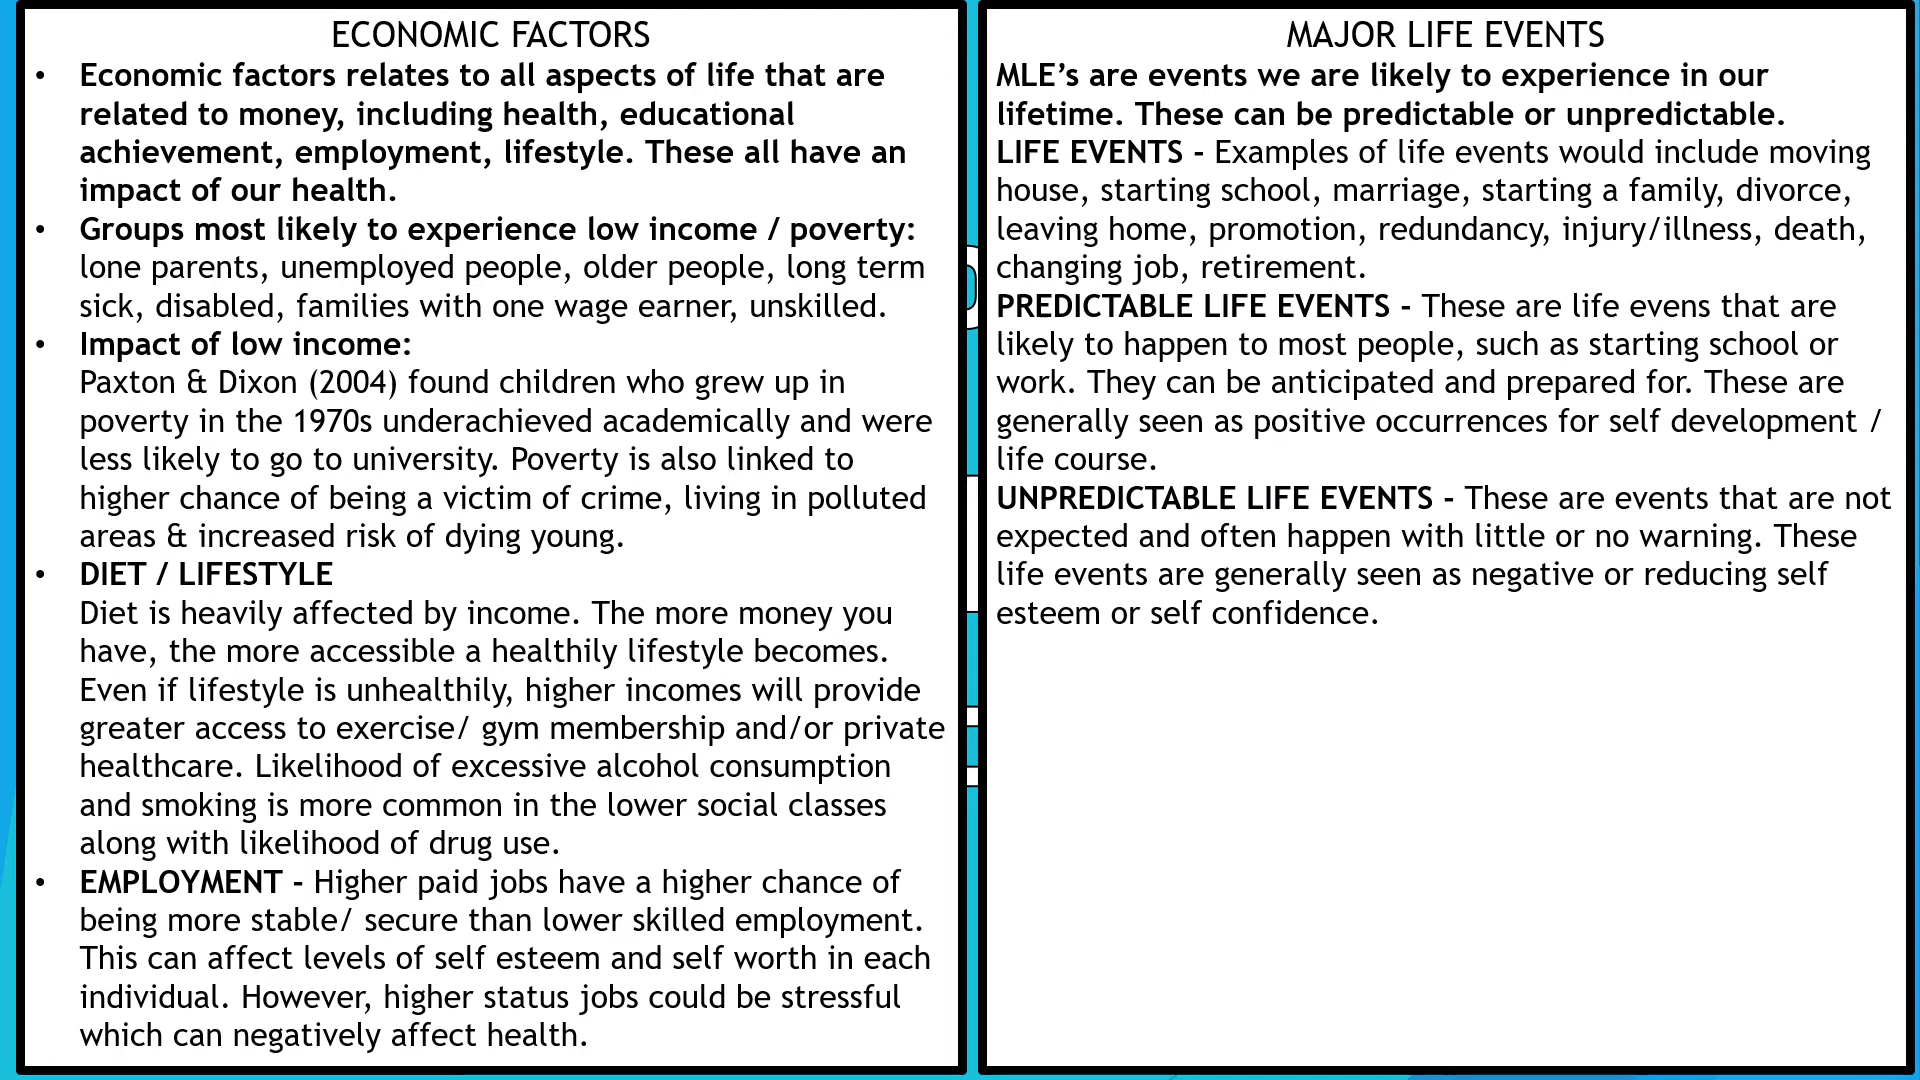 ECONOMIC FACTORS
• Economic factors relates to all aspects of life that are
related to money, including health, educational
achievement, employment, lifestyle. These all have an
impact of our health.
• Groups most likely to experience low income / poverty:
lone parents, unemployed people, older people, long term
sick, disabled, families with one wage earner, unskilled.
• Impact of low income:
Paxton & Dixon (2004) found children who grew up in
poverty in the 1970s underachieved academically and were
less likely to go to university. Poverty is also linked to
higher chance of being a victim of crime, living in polluted
areas & increased risk of dying young.
• DIET / LIFESTYLE
Diet is heavily affected by income. The more money you
have, the more accessible a healthily lifestyle becomes.
Even if lifestyle is unhealthily, higher incomes will provide
greater access to exercise/ gym membership and/or private
healthcare. Likelihood of excessive alcohol consumption
and smoking is more common in the lower social classes
along with likelihood of drug use.
• EMPLOYMENT - Higher paid jobs have a higher chance of
being more stable/ secure than lower skilled employment.
This can affect levels of self esteem and self worth in each
individual. However, higher status jobs could be stressful
which can negatively affect health.
MAJOR LIFE EVENTS
MLE’s are events we are likely to experience in our
lifetime. These can be predictable or unpredictable.
LIFE EVENTS - Examples of life events would include moving
house, starting school, marriage, starting a family, divorce,
leaving home, promotion, redundancy, injury/illness, death,
changing job, retirement.
PREDICTABLE LIFE EVENTS - These are life evens that are
likely to happen to most people, such as starting school or
work. They can be anticipated and prepared for. These are
generally seen as positive occurrences for self development /
life course.
UNPREDICTABLE LIFE EVENTS - These are events that are not
expected and often happen with little or no warning. These
life events are generally seen as negative or reducing self
esteem or self confidence.